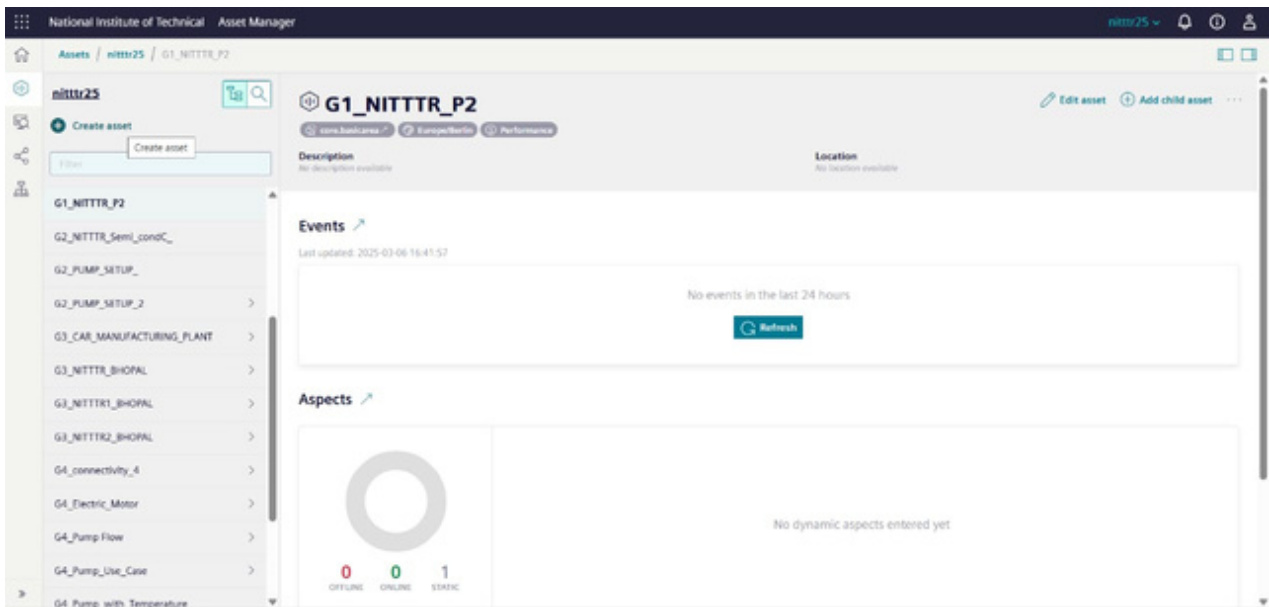 National Institute of Technical Asset Manager
nitttr25
Assets / nitttr25 / G1_NITTTR_P2
nitttr25
Create asset
Create asset
Filter
G1_NITTTR_P2
G2_NITTTR_Semi_condC_
G2_PUMP_SETUP_
G2_PUMP_SETUP_2
G3_CAR_MANUFACTURING_PLANT
G3_NITTTR_BHOPAL
G3_NITTTR1_BHOPAL
G3_NITTTR2_BHOPAL
G4_connectivity_4
G4_Electric_Motor
G4_Pump Flow
G4_Pump_Use_Case
G4_Pump_with_Temperature
G1_NITTTR_P2
Edit asset
Add child asset
core.basicarea
Europe/Berlin
Performance
Description
No description available
Location
No location available
Events
Last updated: 2025-03-06 16:41:57
No events in the last 24 hours
Refresh
Aspects
0 0 1
OFFLINE ONLINE STATIC
No dynamic aspects entered yet